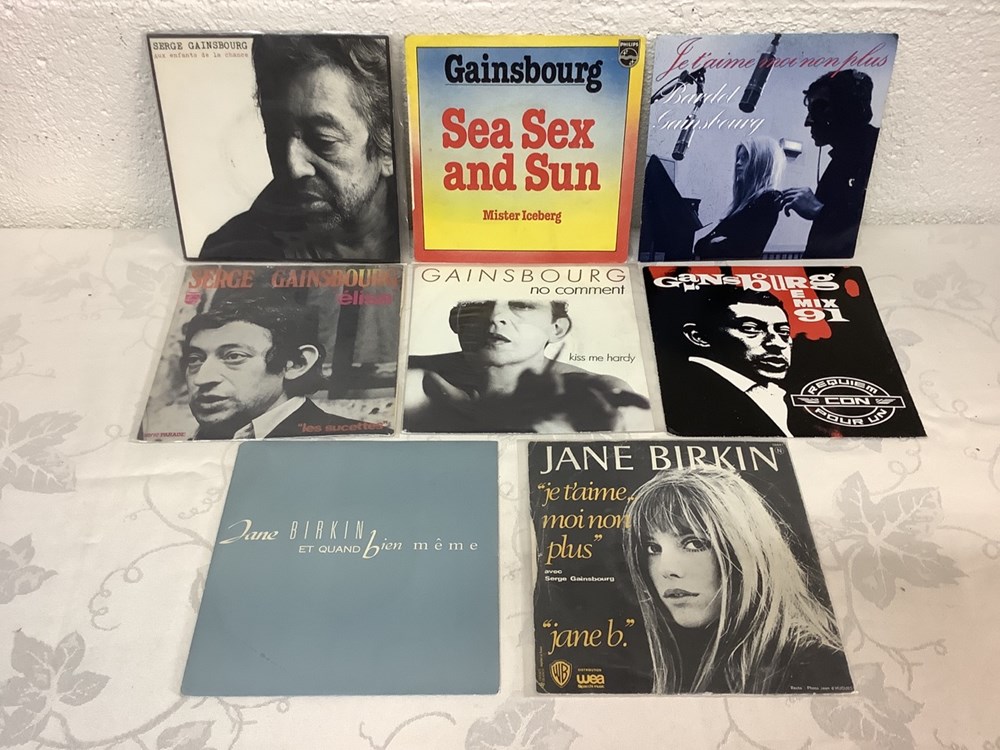 SERGE GAINSBOURG
aux enfants de la chance
PHILIPS
Gainsbourg
Sea Sex
and Sun
Mister Iceberg
Je t'aime moi non plus
Bardot
Gainsbourg
SERGE GAINSBOURG
élisa
"les sucettes"
GAINSBOURG
no comment
kiss me hardy
GAINSBOURG
REMIX
91
REQUIEM
CON
POUR UN
Jane BIRKIN
ET QUAND bien même
JANE BIRKIN
"je t'aime...
moi non
plus"
avec
Serge Gainsbourg
"jane b."
WB
wea